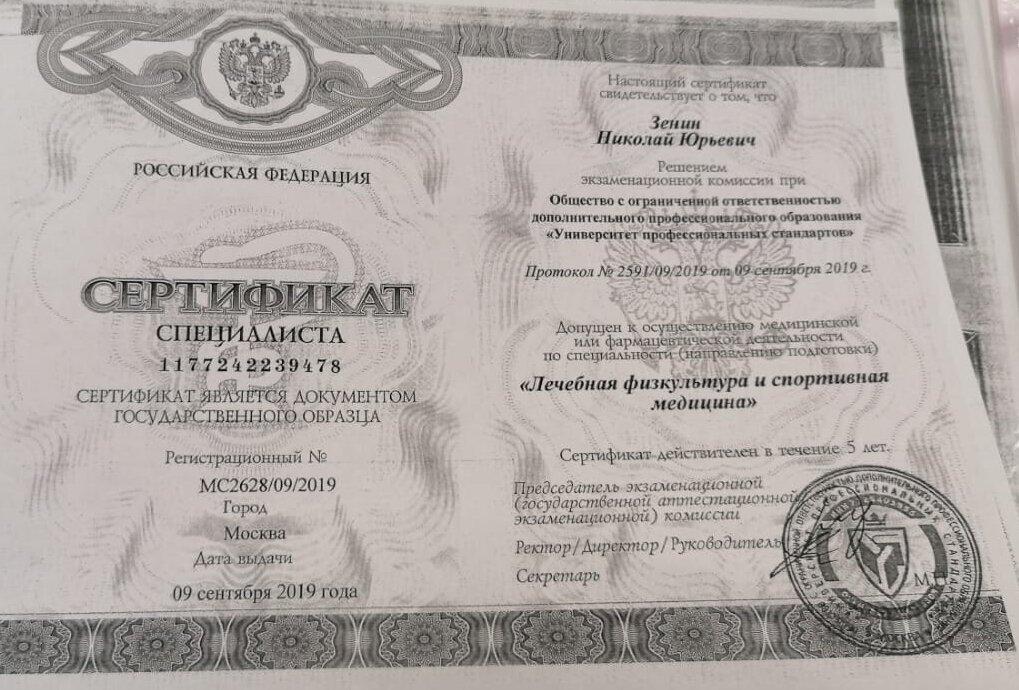 РОССИЙСКАЯ ФЕДЕРАЦИЯ
СЕРТИФИКАТ
СПЕЦИАЛИСТА
1177242239478
СЕРТИФИКАТ ЯВЛЯЕТСЯ ДОКУМЕНТОМ
ГОСУДАРСТВЕННОГО ОБРАЗЦА
Регистрационный №
МС2628/09/2019
Город
Москва
Дата выдачи
09 сентября 2019 года
Настоящий сертификат
свидетельствует о том, что
Зенин
Николай Юрьевич
Решением
экзаменационной комиссии при
Общество с ограниченной ответственностью
дополнительного профессионального образования
«Университет профессиональных стандартов»
Протокол № 2591/09/2019 от 09 сентября 2019 г.
Допущен к осуществлению медицинской
или фармацевтической деятельности
по специальности (направлению подготовки)
«Лечебная физкультура и спортивная
медицина»
Сертификат действителен в течение 5 лет.
Председатель экзаменационной
(государственной аттестационной,
экзаменационной) комиссии
Ректор/Директор/Руководитель
Секретарь
М.П.